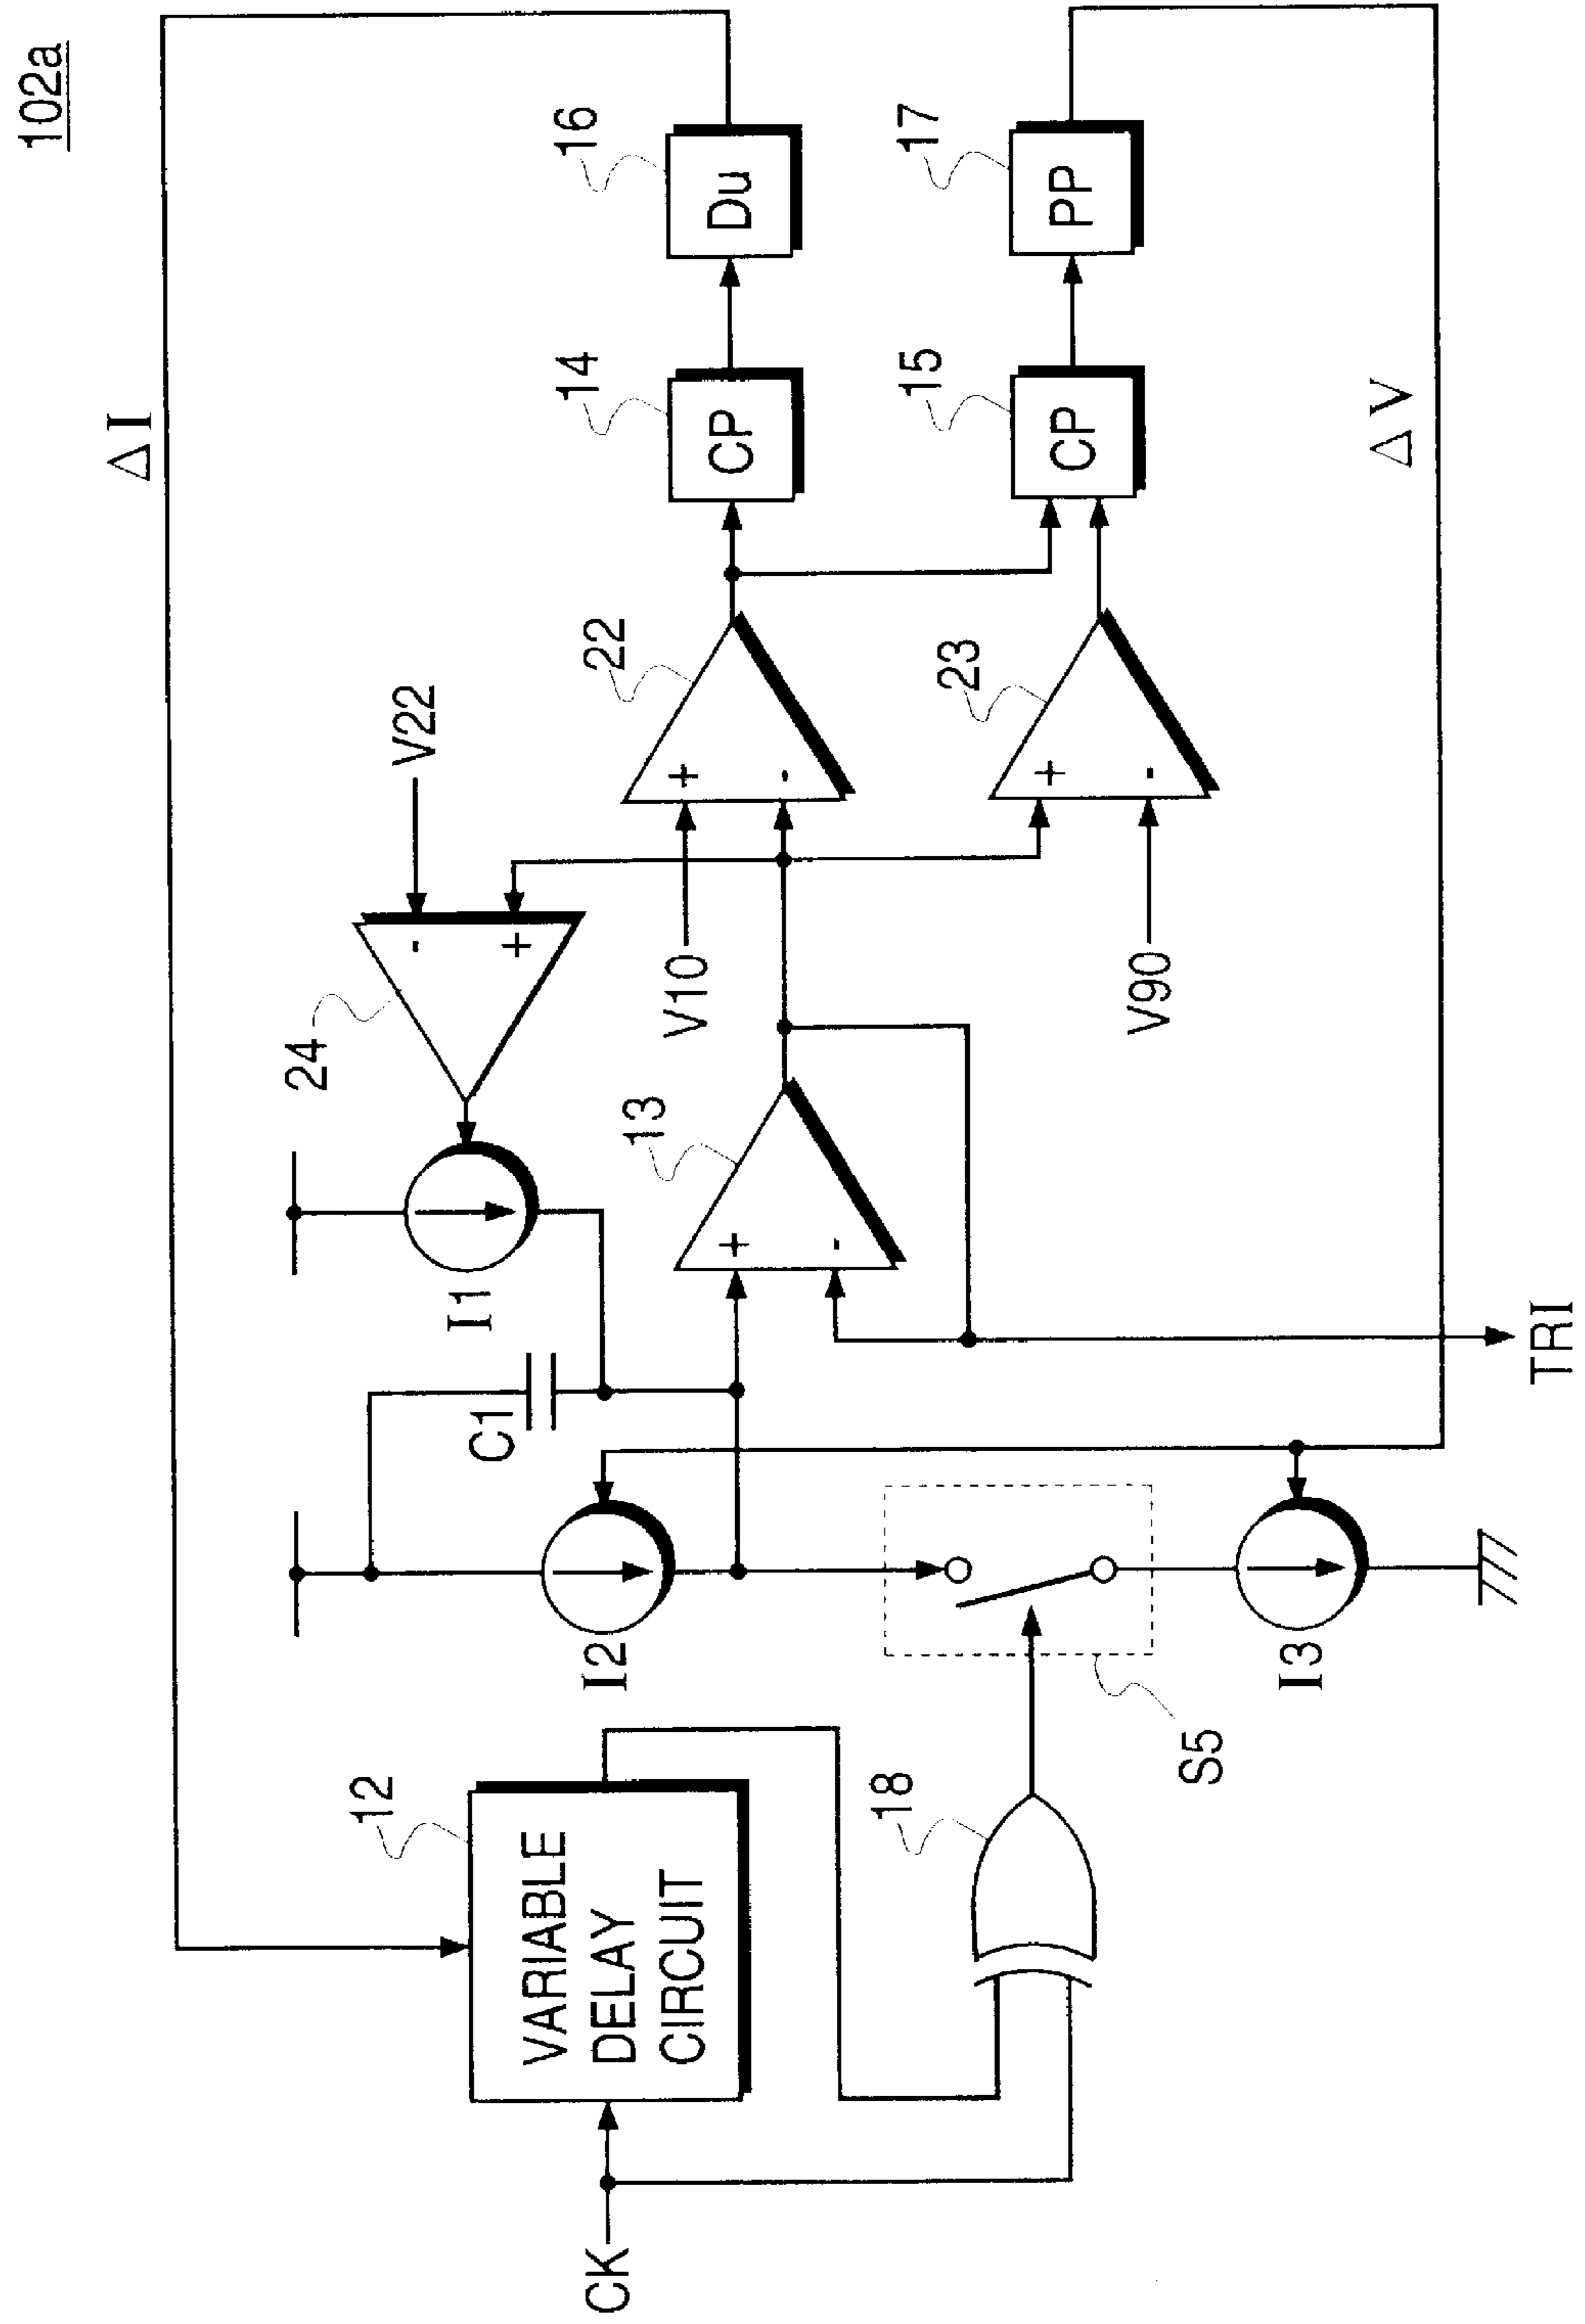 102a
ΔI
16
Du
17
PP
14
CP
15
CP
ΔV
V22
22
+
-
23
+
-
24
-
+
V10
V90
13
+
-
I1
C1
TRI
I2
S5
I3
12
VARIABLE
DELAY
CIRCUIT
18
CK